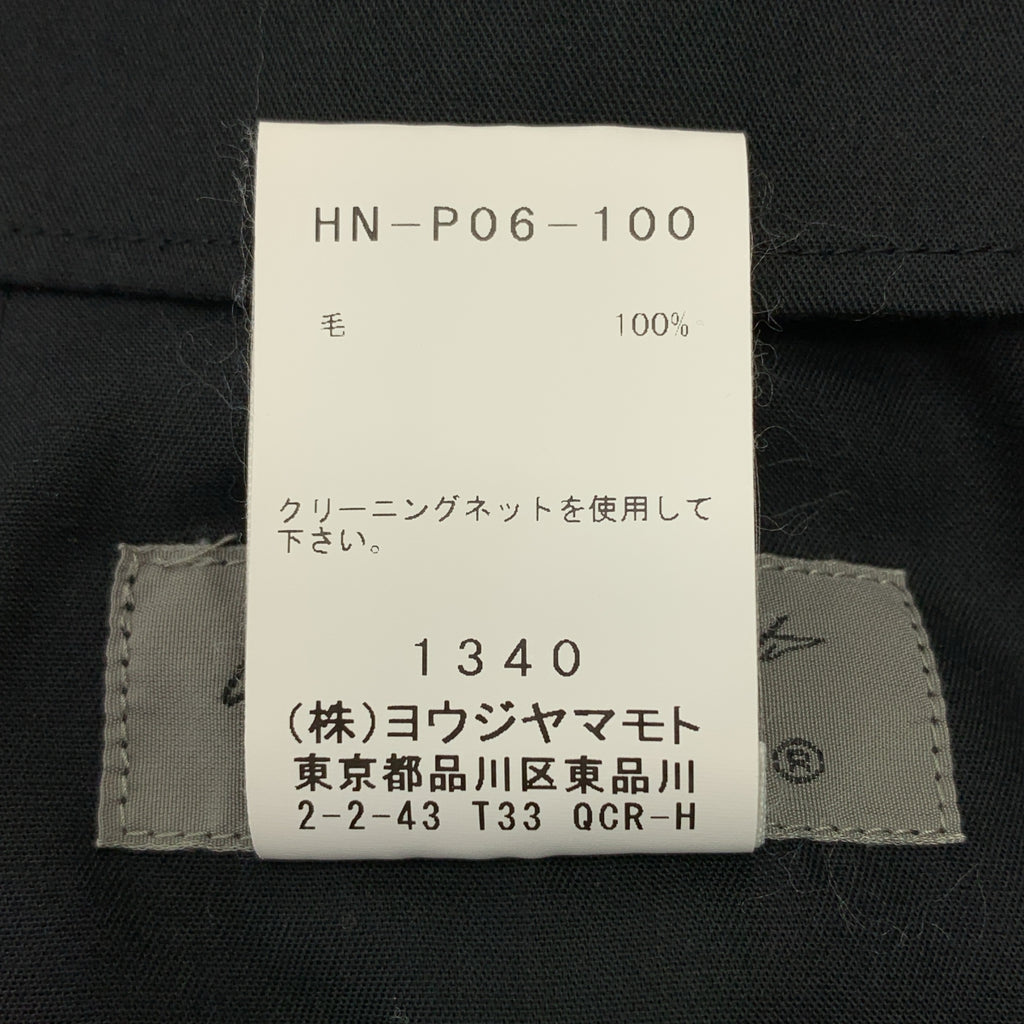 HN-P06-100
毛 100%
クリーニングネットを使用して
下さい。
1340
(株)ヨウジヤマモト
東京都品川区東品川
2-2-43 T33 QCR-H
®